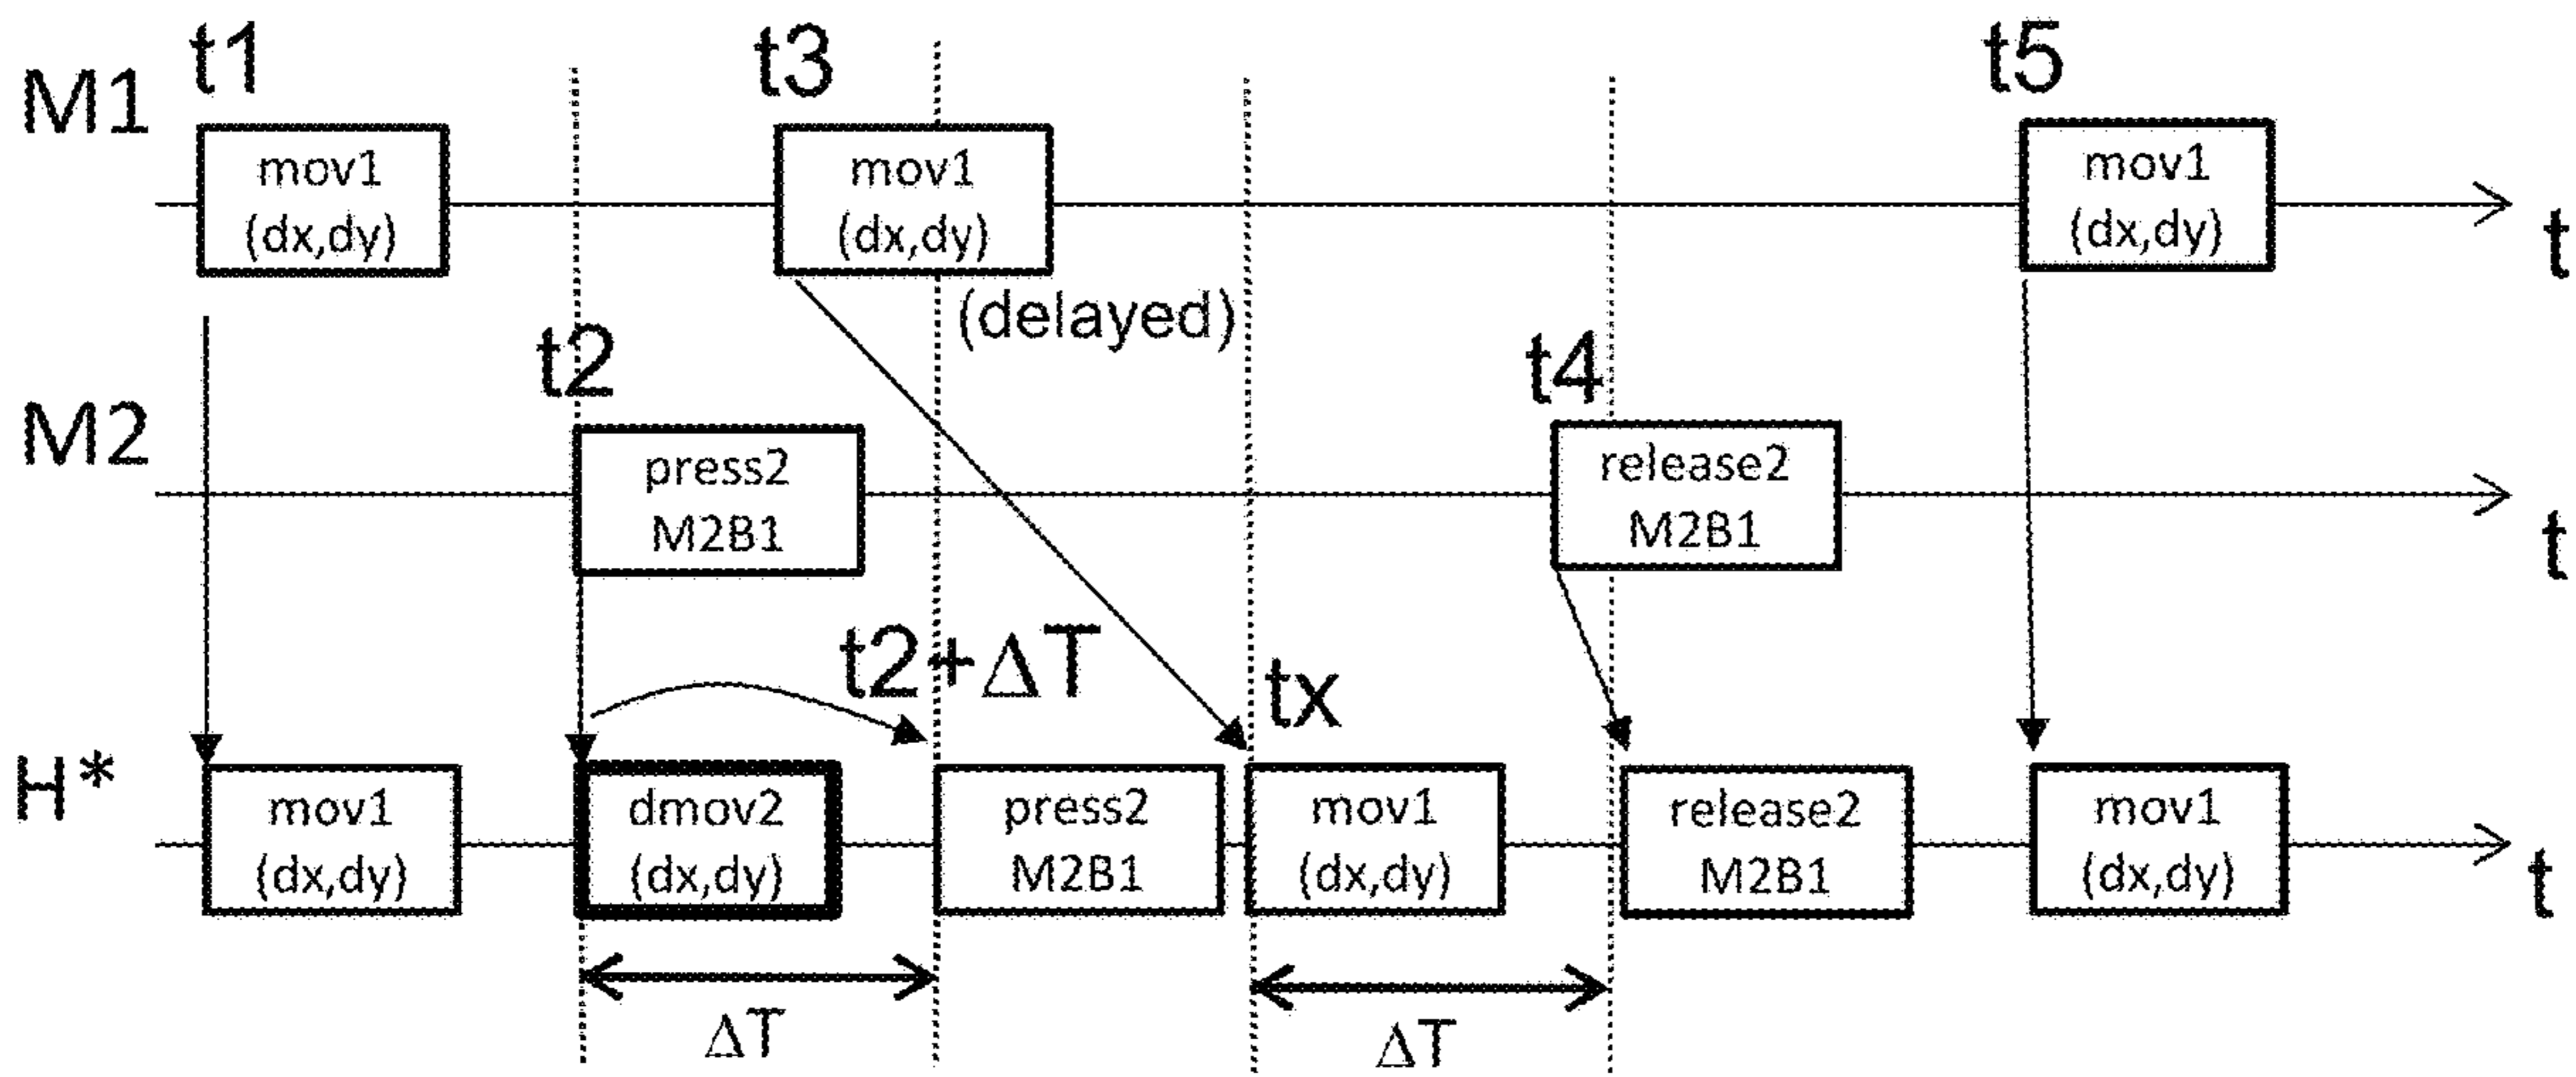 t1
t3
t5
M1
mov1
(dx,dy)
mov1
(dx,dy)
mov1
(dx,dy)
t
(delayed)
t2
t4
M2
press2
M2B1
release2
M2B1
t
t2+ΔT
tx
H*
mov1
(dx,dy)
dmov2
(dx,dy)
press2
M2B1
mov1
(dx,dy)
release2
M2B1
mov1
(dx,dy)
t
ΔT
ΔT